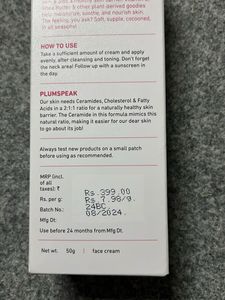 Shea Butter & other plant-derived goodies
help moisturize, soothe, and nourish skin.
The feeling, you ask? Soft, supple, cocooned,
in all seasons!
HOW TO USE
Take a sufficient amount of cream and apply
evenly, after cleansing and toning. Don't forget
the neck area! Follow up with a sunscreen in
the day.
PLUMSPEAK
Our skin needs Ceramides, Cholesterol & Fatty
Acids in a 3:1:1 ratio for a naturally healthy skin
barrier. The Ceramide in this formula mimics this
ratio, making it easier for our dear skin
to go about its job!
Always test new products on a small patch
before using as recommended.
MRP (incl.
of all
taxes): ₹
Rs.399.00
Rs. per g:
Rs.7.98/g.
Batch No.:
24BC
Mfg Dt:
08/2024
Use before 24 months from Mfg Dt.
Net wt. 50g | face cream